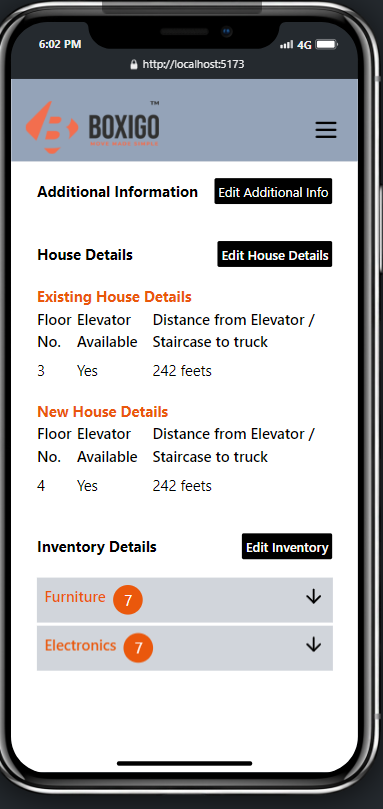 6:02 PM 4G
http://localhost:5173
BOXIGO TM
Additional Information Edit Additional Info
House Details Edit House Details
Existing House Details
Floor Elevator Distance from Elevator /
No. Available Staircase to truck
3 Yes 242 feets
New House Details
Floor Elevator Distance from Elevator /
No. Available Staircase to truck
4 Yes 242 feets
Inventory Details Edit Inventory
Furniture 7
Electronics 7